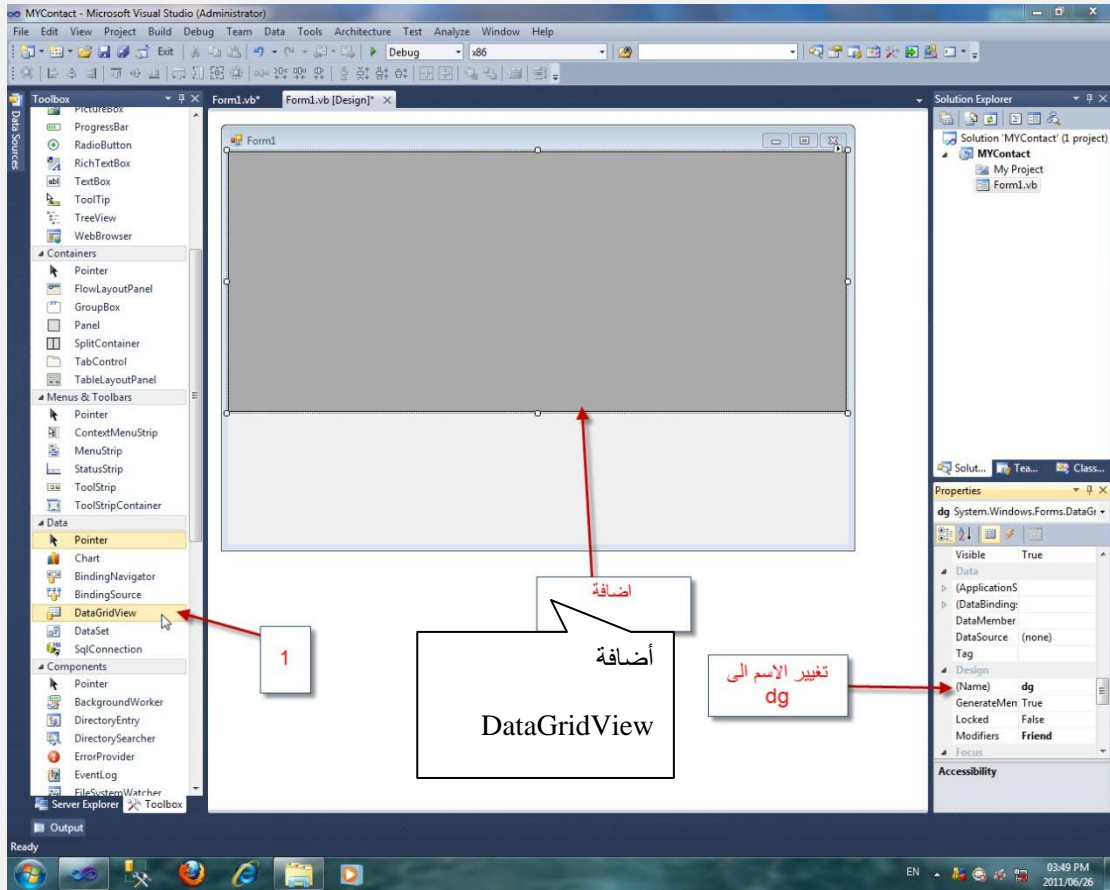 MYContact - Microsoft Visual Studio (Administrator)
File Edit View Project Build Debug Team Data Tools Architecture Test Analyze Window Help
Exit Debug x86
Toolbox
Form1.vb* Form1.vb [Design]*
Solution Explorer
Data Sources
PictureBox
ProgressBar
RadioButton
RichTextBox
TextBox
ToolTip
TreeView
WebBrowser
Containers
Pointer
FlowLayoutPanel
GroupBox
Panel
SplitContainer
TabControl
TableLayoutPanel
Menus & Toolbars
Pointer
ContextMenuStrip
MenuStrip
StatusStrip
ToolStrip
ToolStripContainer
Data
Pointer
Chart
BindingNavigator
BindingSource
DataGridView
DataSet
SqlConnection
Components
Pointer
BackgroundWorker
DirectoryEntry
DirectorySearcher
ErrorProvider
EventLog
FileSystemWatcher
Server Explorer Toolbox
Form1
اضافة
أضافة
DataGridView
1
تغيير الاسم الى
dg
Solution 'MYContact' (1 project)
MYContact
My Project
Form1.vb
Solut... Tea... Class...
Properties
dg System.Windows.Forms.DataGr
Visible True
Data
(ApplicationS
(DataBinding:
DataMember
DataSource (none)
Tag
Design
(Name) dg
GenerateMen True
Locked False
Modifiers Friend
Focus
Accessibility
Output
Ready
EN 03:49 PM
2011/06/26